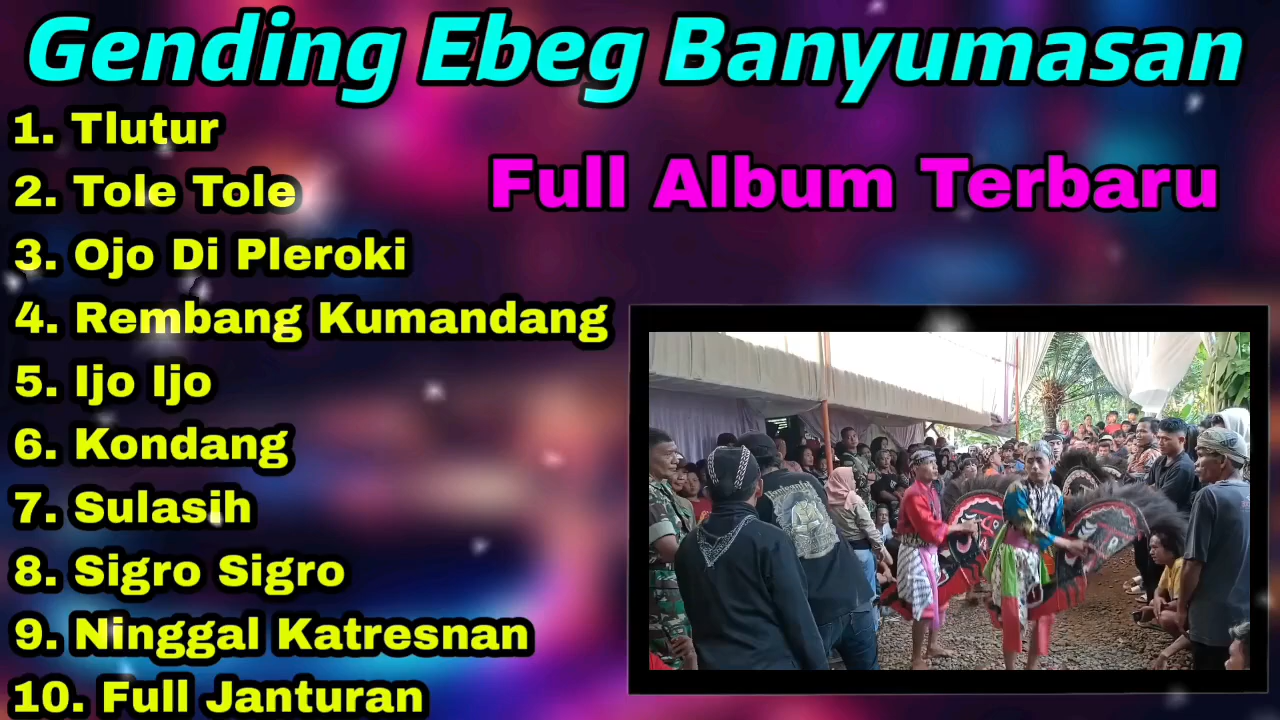 Gending Ebeg Banyumasan
Full Album Terbaru
1. Tlutur
2. Tole Tole
3. Ojo Di Pleroki
4. Rembang Kumandang
5. Ijo Ijo
6. Kondang
7. Sulasih
8. Sigro Sigro
9. Ninggal Katresnan
10. Full Janturan